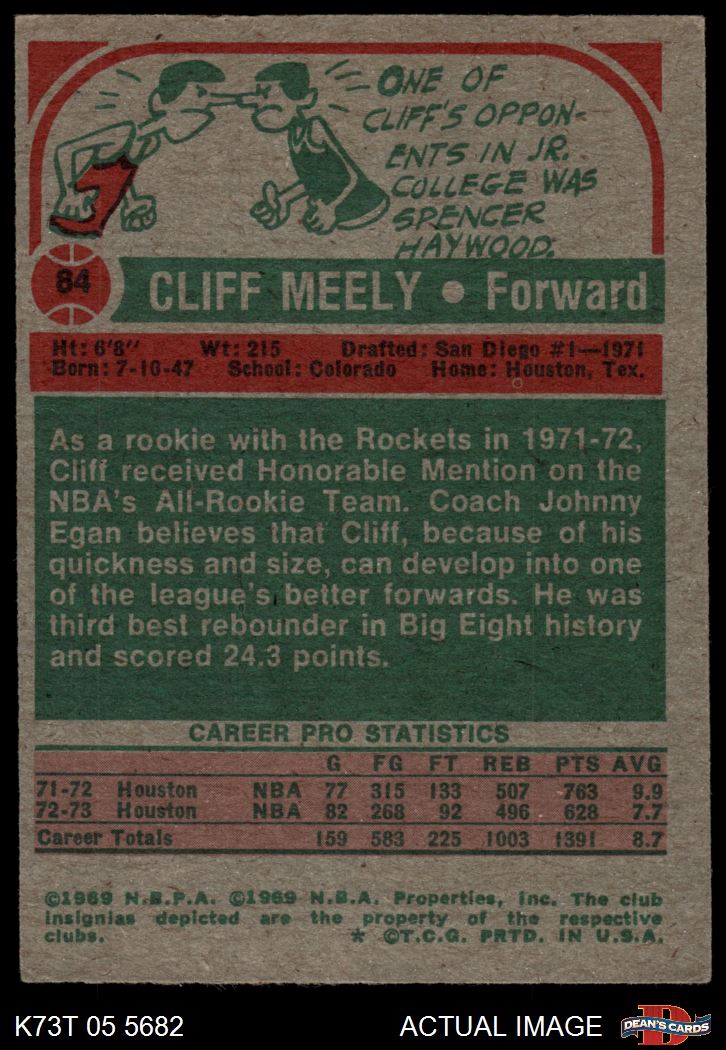 ONE OF
CLIFF'S OPPON-
ENTS IN JR.
COLLEGE WAS
SPENCER
HAYWOOD.
84
CLIFF MEELY • Forward
Ht: 6'8" Wt: 215 Drafted: San Diego #1—1971
Born: 7-10-47 School: Colorado Home: Houston, Tex.
As a rookie with the Rockets in 1971-72,
Cliff received Honorable Mention on the
NBA's All-Rookie Team. Coach Johnny
Egan believes that Cliff, because of his
quickness and size, can develop into one
of the league's better forwards. He was
third best rebounder in Big Eight history
and scored 24.3 points.
CAREER PRO STATISTICS
G FG FT REB PTS AVG
71-72 Houston NBA 77 315 133 507 763 9.9
72-73 Houston NBA 82 268 92 496 628 7.7
Career Totals 159 583 225 1003 1391 8.7
©1969 N.B.P.A. ©1969 N.B.A. Properties, Inc. The club
insignias depicted are the property of the respective
clubs. * ©T.C.G. PRTD. IN U.S.A.
K73T 05 5682 ACTUAL IMAGE
D
DEAN'S CARDS